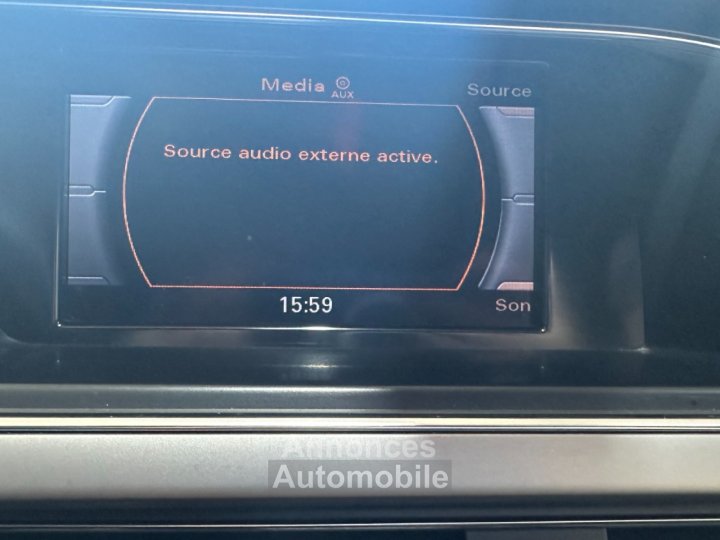 Media AUX
Source
Source audio externe active.
15:59
Son
Annonces
Automobile